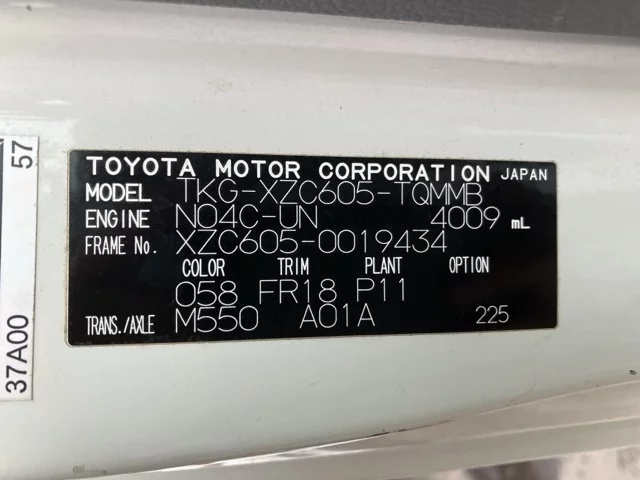 TOYOTA MOTOR CORPORATION JAPAN
MODEL TKG-XZC605-TQMMB
ENGINE N04C-UN 4009 mL
FRAME No. XZC605-0019434
COLOR TRIM PLANT OPTION
058 FR18 P11
TRANS./AXLE M550 A01A 225
37A00 57